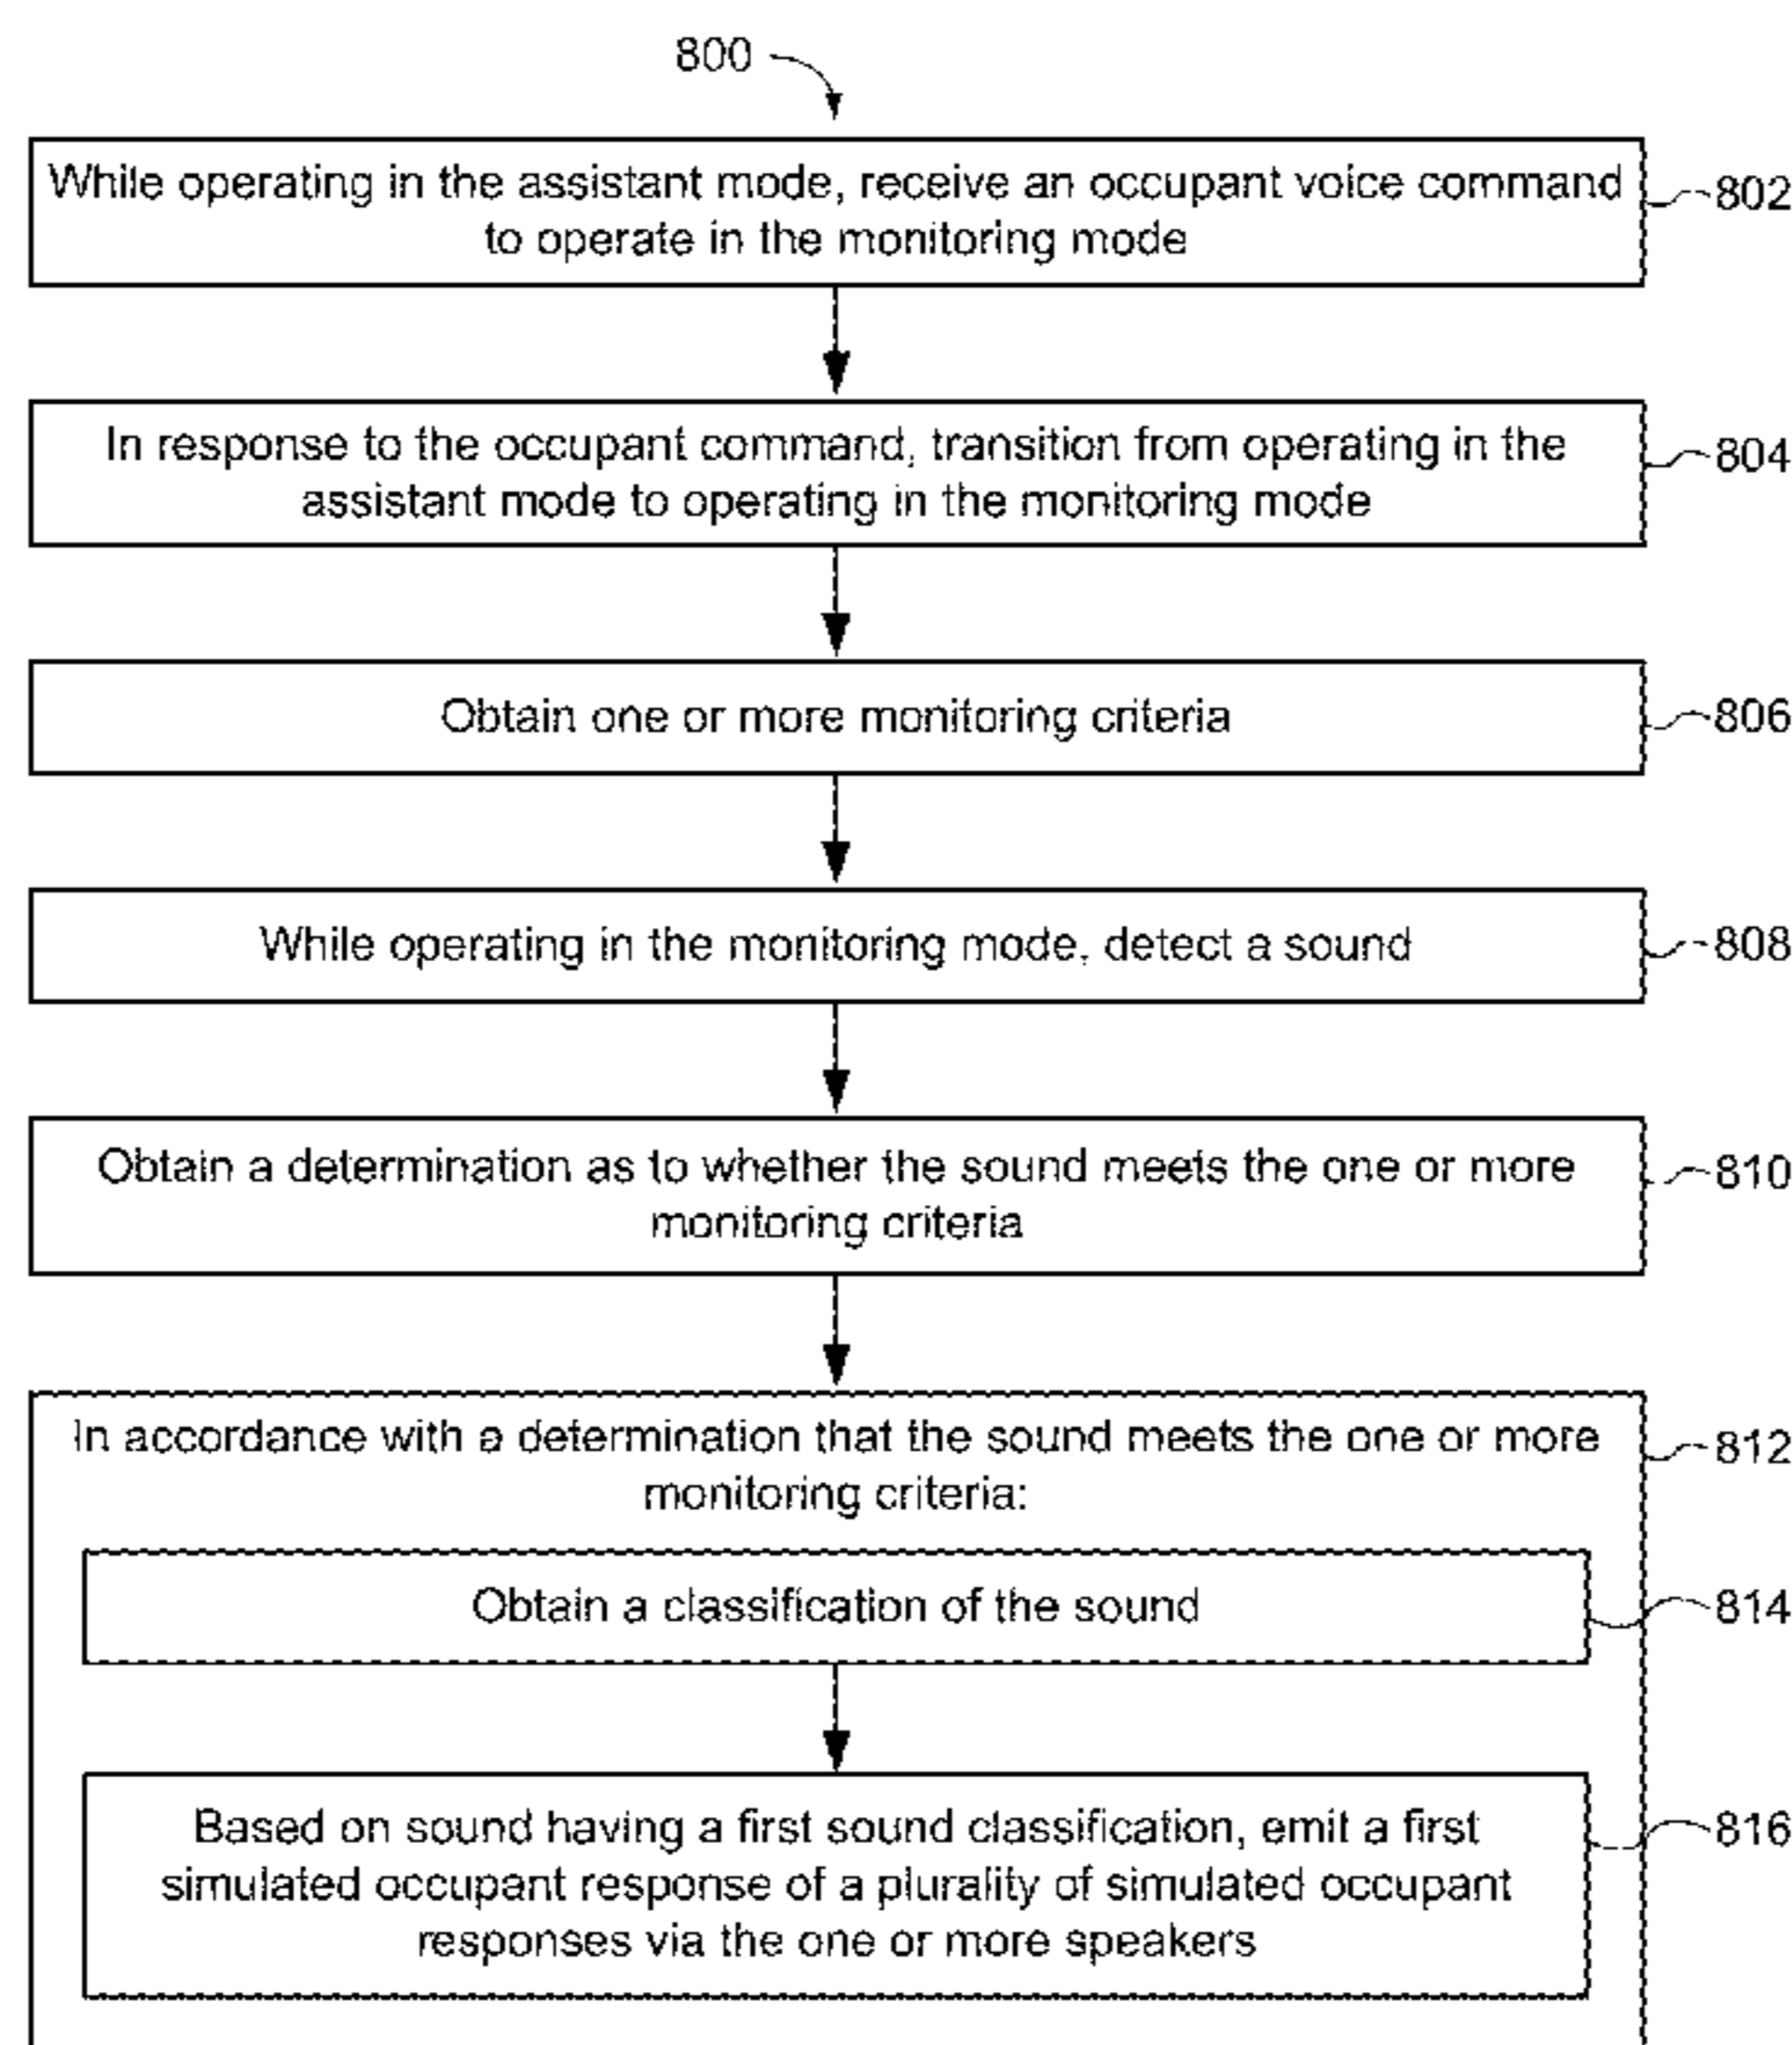 800
While operating in the assistant mode, receive an occupant voice command
to operate in the monitoring mode
802
In response to the occupant command, transition from operating in the
assistant mode to operating in the monitoring mode
804
Obtain one or more monitoring criteria
806
While operating in the monitoring mode, detect a sound
808
Obtain a determination as to whether the sound meets the one or more
monitoring criteria
810
In accordance with a determination that the sound meets the one or more
monitoring criteria:
812
Obtain a classification of the sound
814
Based on sound having a first sound classification, emit a first
simulated occupant response of a plurality of simulated occupant
responses via the one or more speakers
816